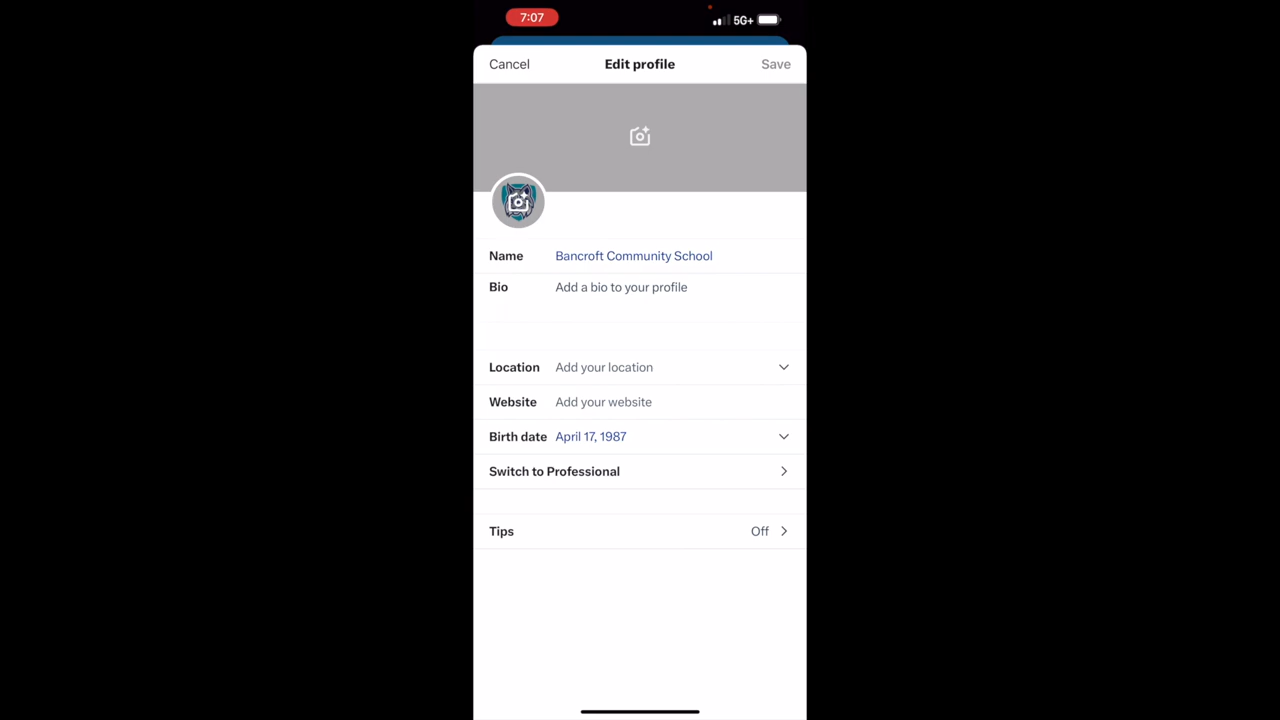 7:07
5G+
Cancel
Edit profile
Save
Name
Bancroft Community School
Bio
Add a bio to your profile
Location
Add your location
Website
Add your website
Birth date
April 17, 1987
Switch to Professional
Tips
Off